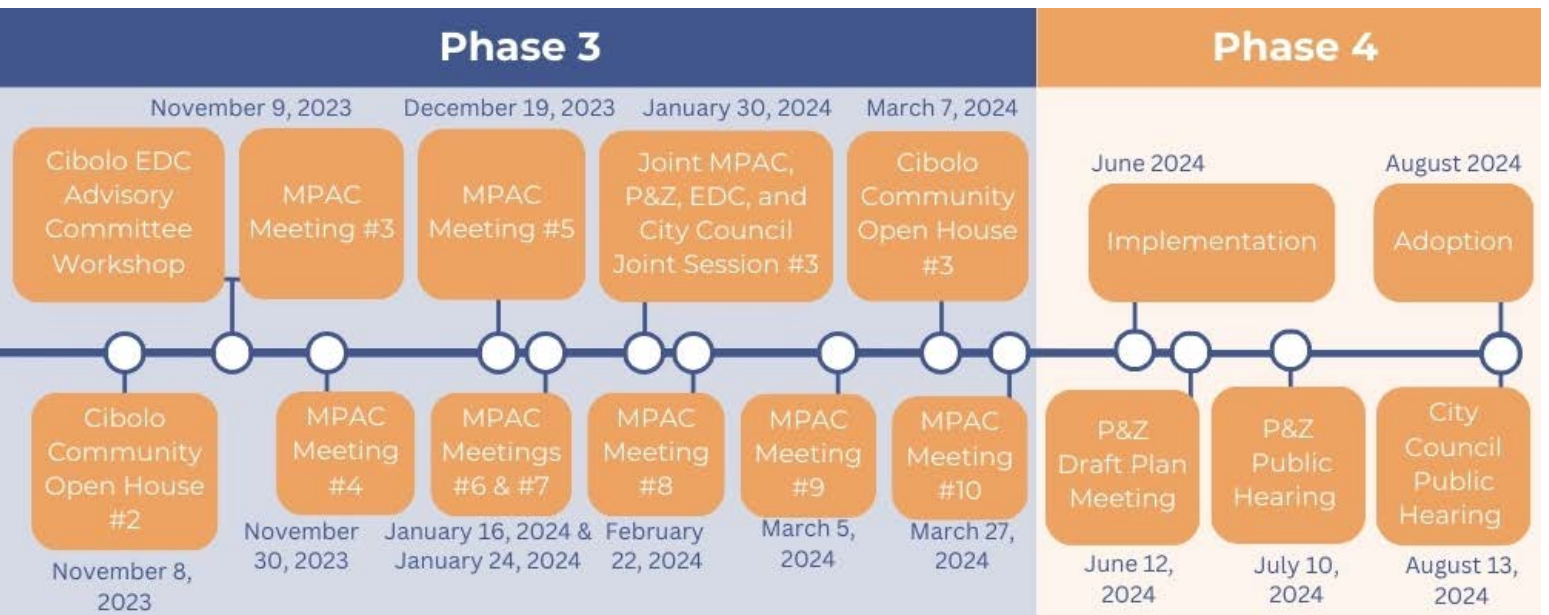 Phase 3
Phase 4
November 9, 2023
December 19, 2023
January 30, 2024
March 7, 2024
June 2024
August 2024
Cibolo EDC
Advisory
Committee
Workshop
MPAC
Meeting #3
MPAC
Meeting #5
Joint MPAC,
P&Z, EDC, and
City Council
Joint Session #3
Cibolo
Community
Open House
#3
Implementation
Adoption
Cibolo
Community
Open House
#2
November 8,
2023
MPAC
Meeting
#4
November
30, 2023
MPAC
Meetings
#6 & #7
January 16, 2024 &
January 24, 2024
MPAC
Meeting
#8
February
22, 2024
MPAC
Meeting
#9
March 5,
2024
MPAC
Meeting
#10
March 27,
2024
P&Z
Draft Plan
Meeting
June 12,
2024
P&Z
Public
Hearing
July 10,
2024
City
Council
Public
Hearing
August 13,
2024